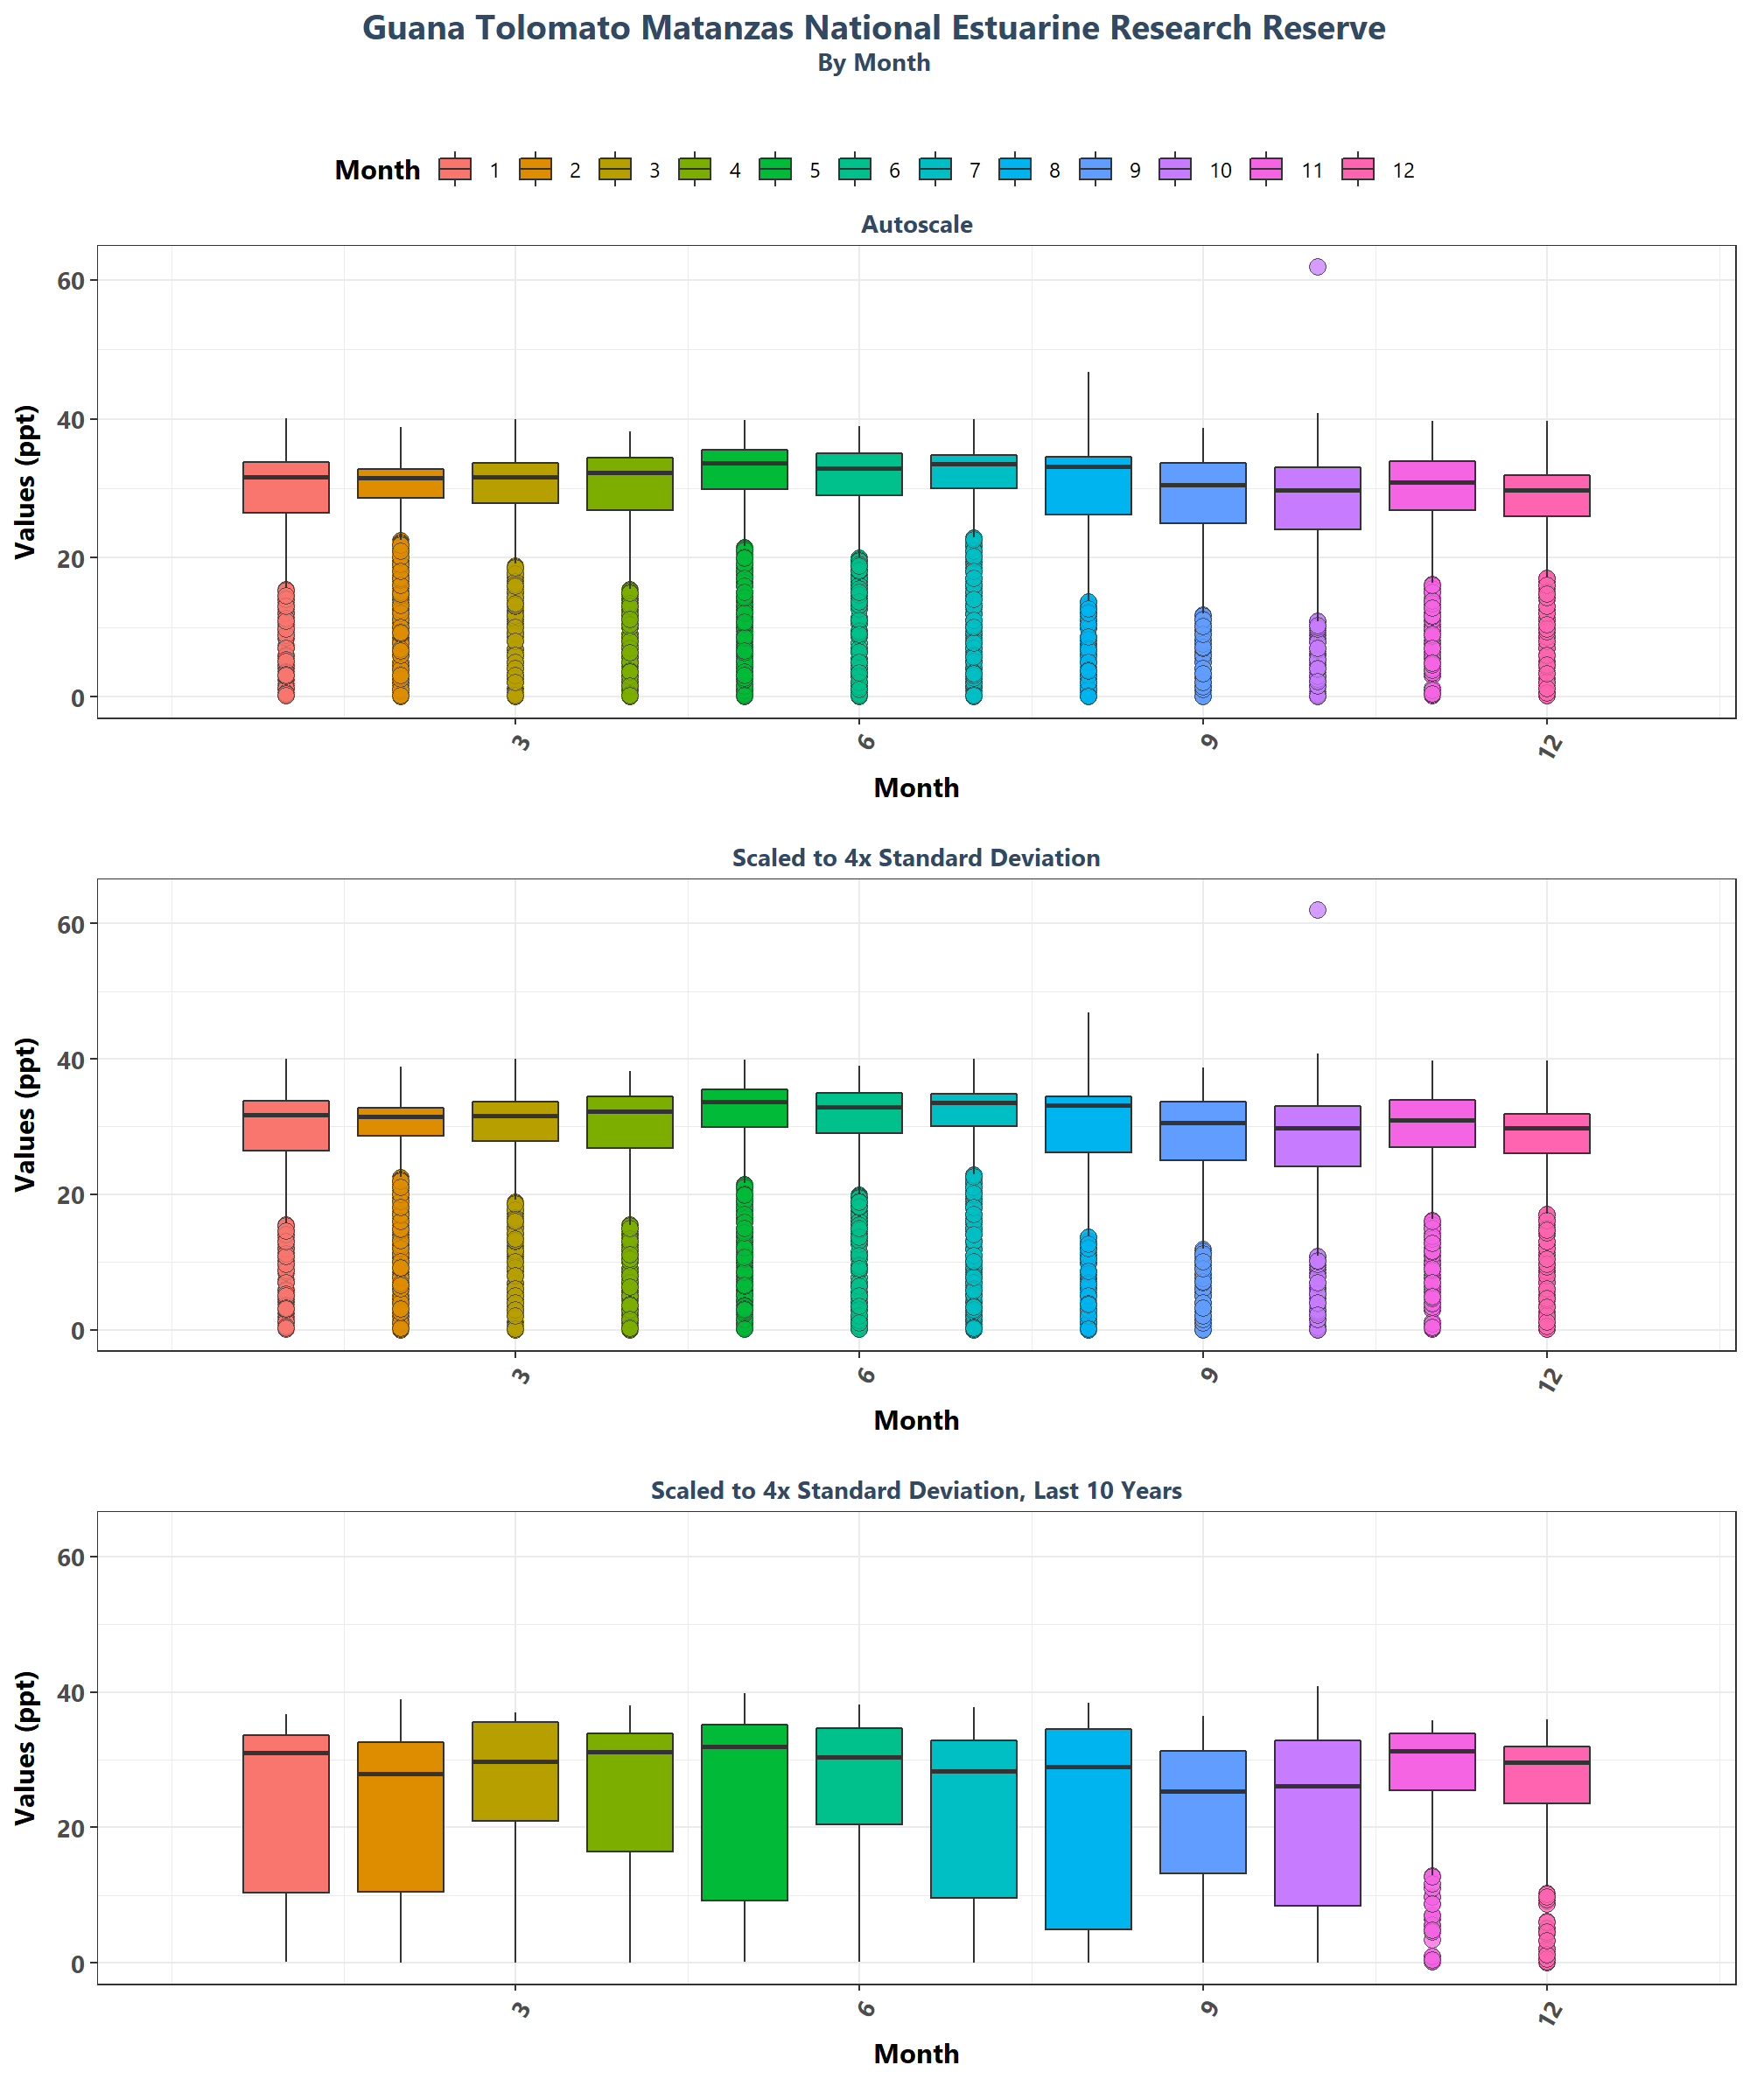 Guana Tolomato Matanzas National Estuarine Research Reserve
By Month
Month 1 2 3 4 5 6 7 8 9 10 11 12
Autoscale
Values (ppt)
60
40
20
0
3 6 9 12
Month
Scaled to 4x Standard Deviation
Values (ppt)
60
40
20
0
3 6 9 12
Month
Scaled to 4x Standard Deviation, Last 10 Years
Values (ppt)
60
40
20
0
3 6 9 12
Month